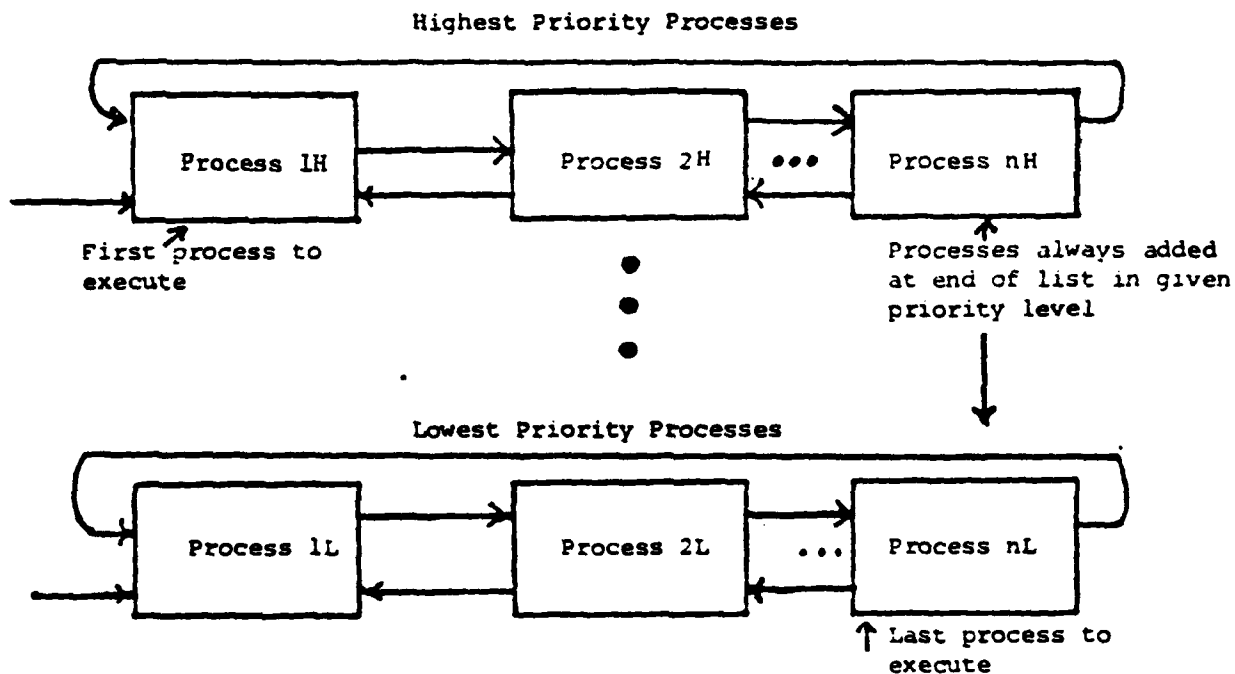 Highest Priority Processes
Process 1H
Process 2H
•••
Process nH
First process to
execute
Processes always added
at end of list in given
priority level
Lowest Priority Processes
Process 1L
Process 2L
...
Process nL
Last process to
execute